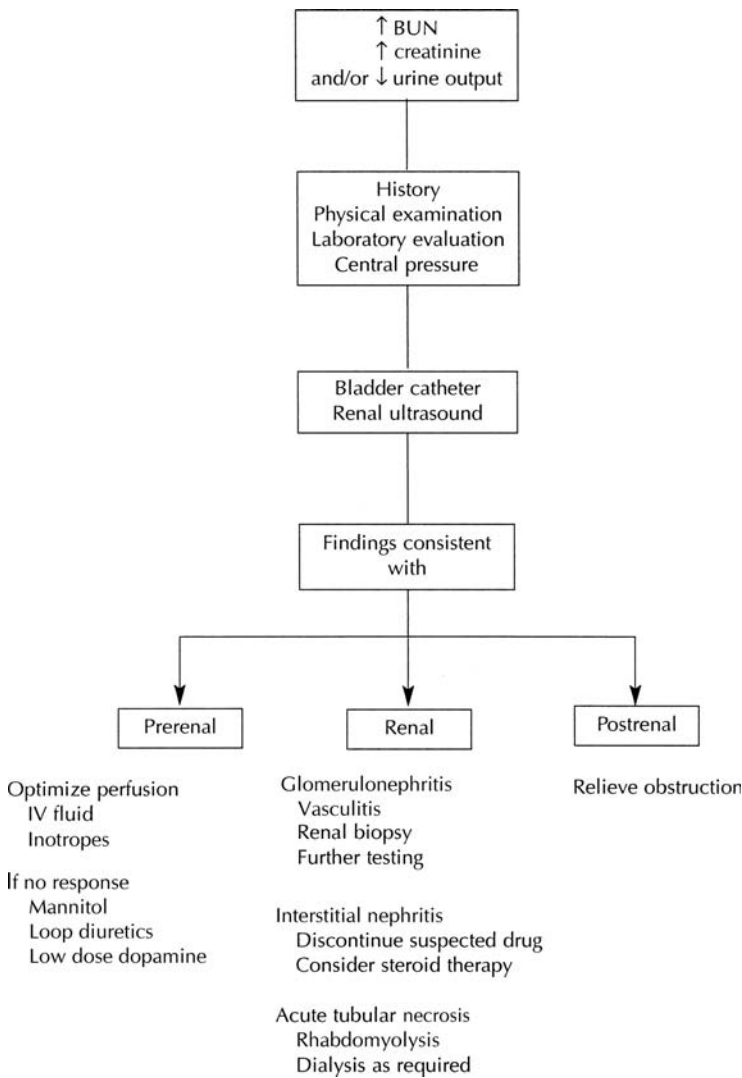 ↑ BUN
↑ creatinine
and/or ↓ urine output
History
Physical examination
Laboratory evaluation
Central pressure
Bladder catheter
Renal ultrasound
Findings consistent
with
Prerenal
Renal
Postrenal
Optimize perfusion
IV fluid
Inotropes
If no response
Mannitol
Loop diuretics
Low dose dopamine
Glomerulonephritis
Vasculitis
Renal biopsy
Further testing
Interstitial nephritis
Discontinue suspected drug
Consider steroid therapy
Acute tubular necrosis
Rhabdomyolysis
Dialysis as required
Relieve obstruction